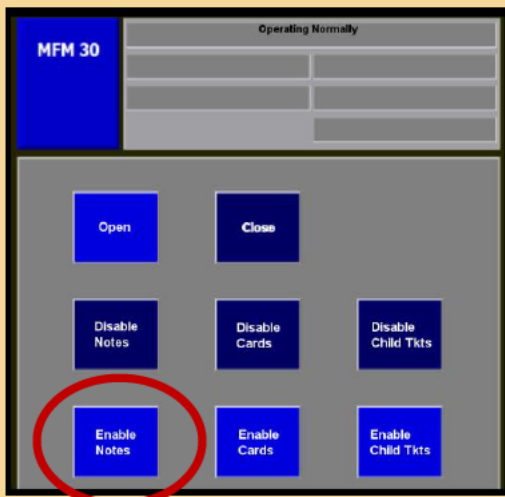 MFM 30
Operating Normally
Open
Close
Disable
Notes
Disable
Cards
Disable
Child Tkts
Enable
Notes
Enable
Cards
Enable
Child Tkts